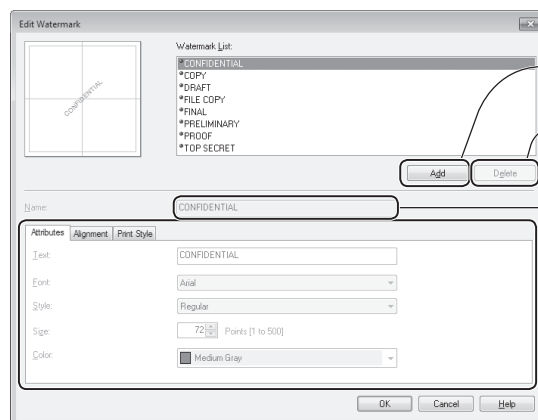 Edit Watermark
CONFIDENTIAL
Watermark List:
CONFIDENTIAL
COPY
DRAFT
FILE COPY
FINAL
PRELIMINARY
PROOF
TOP SECRET
Add Delete
Name: CONFIDENTIAL
Attributes Alignment Print Style
Text: CONFIDENTIAL
Font: Arial
Style: Regular
Size: 72 Points [1 to 500]
Color: Medium Gray
OK Cancel Help